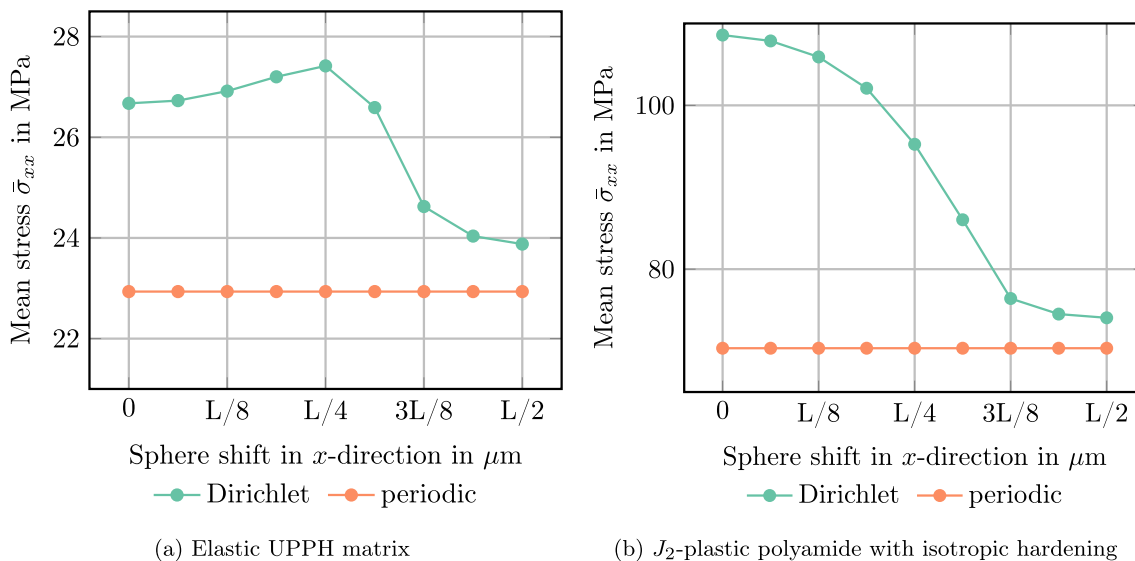 28
26
24
22
Mean stress σ̄xx in MPa
0 L/8 L/4 3L/8 L/2
Sphere shift in x-direction in μm
Dirichlet periodic
(a) Elastic UPPH matrix
100
80
Mean stress σ̄xx in MPa
0 L/8 L/4 3L/8 L/2
Sphere shift in x-direction in μm
Dirichlet periodic
(b) J2-plastic polyamide with isotropic hardening